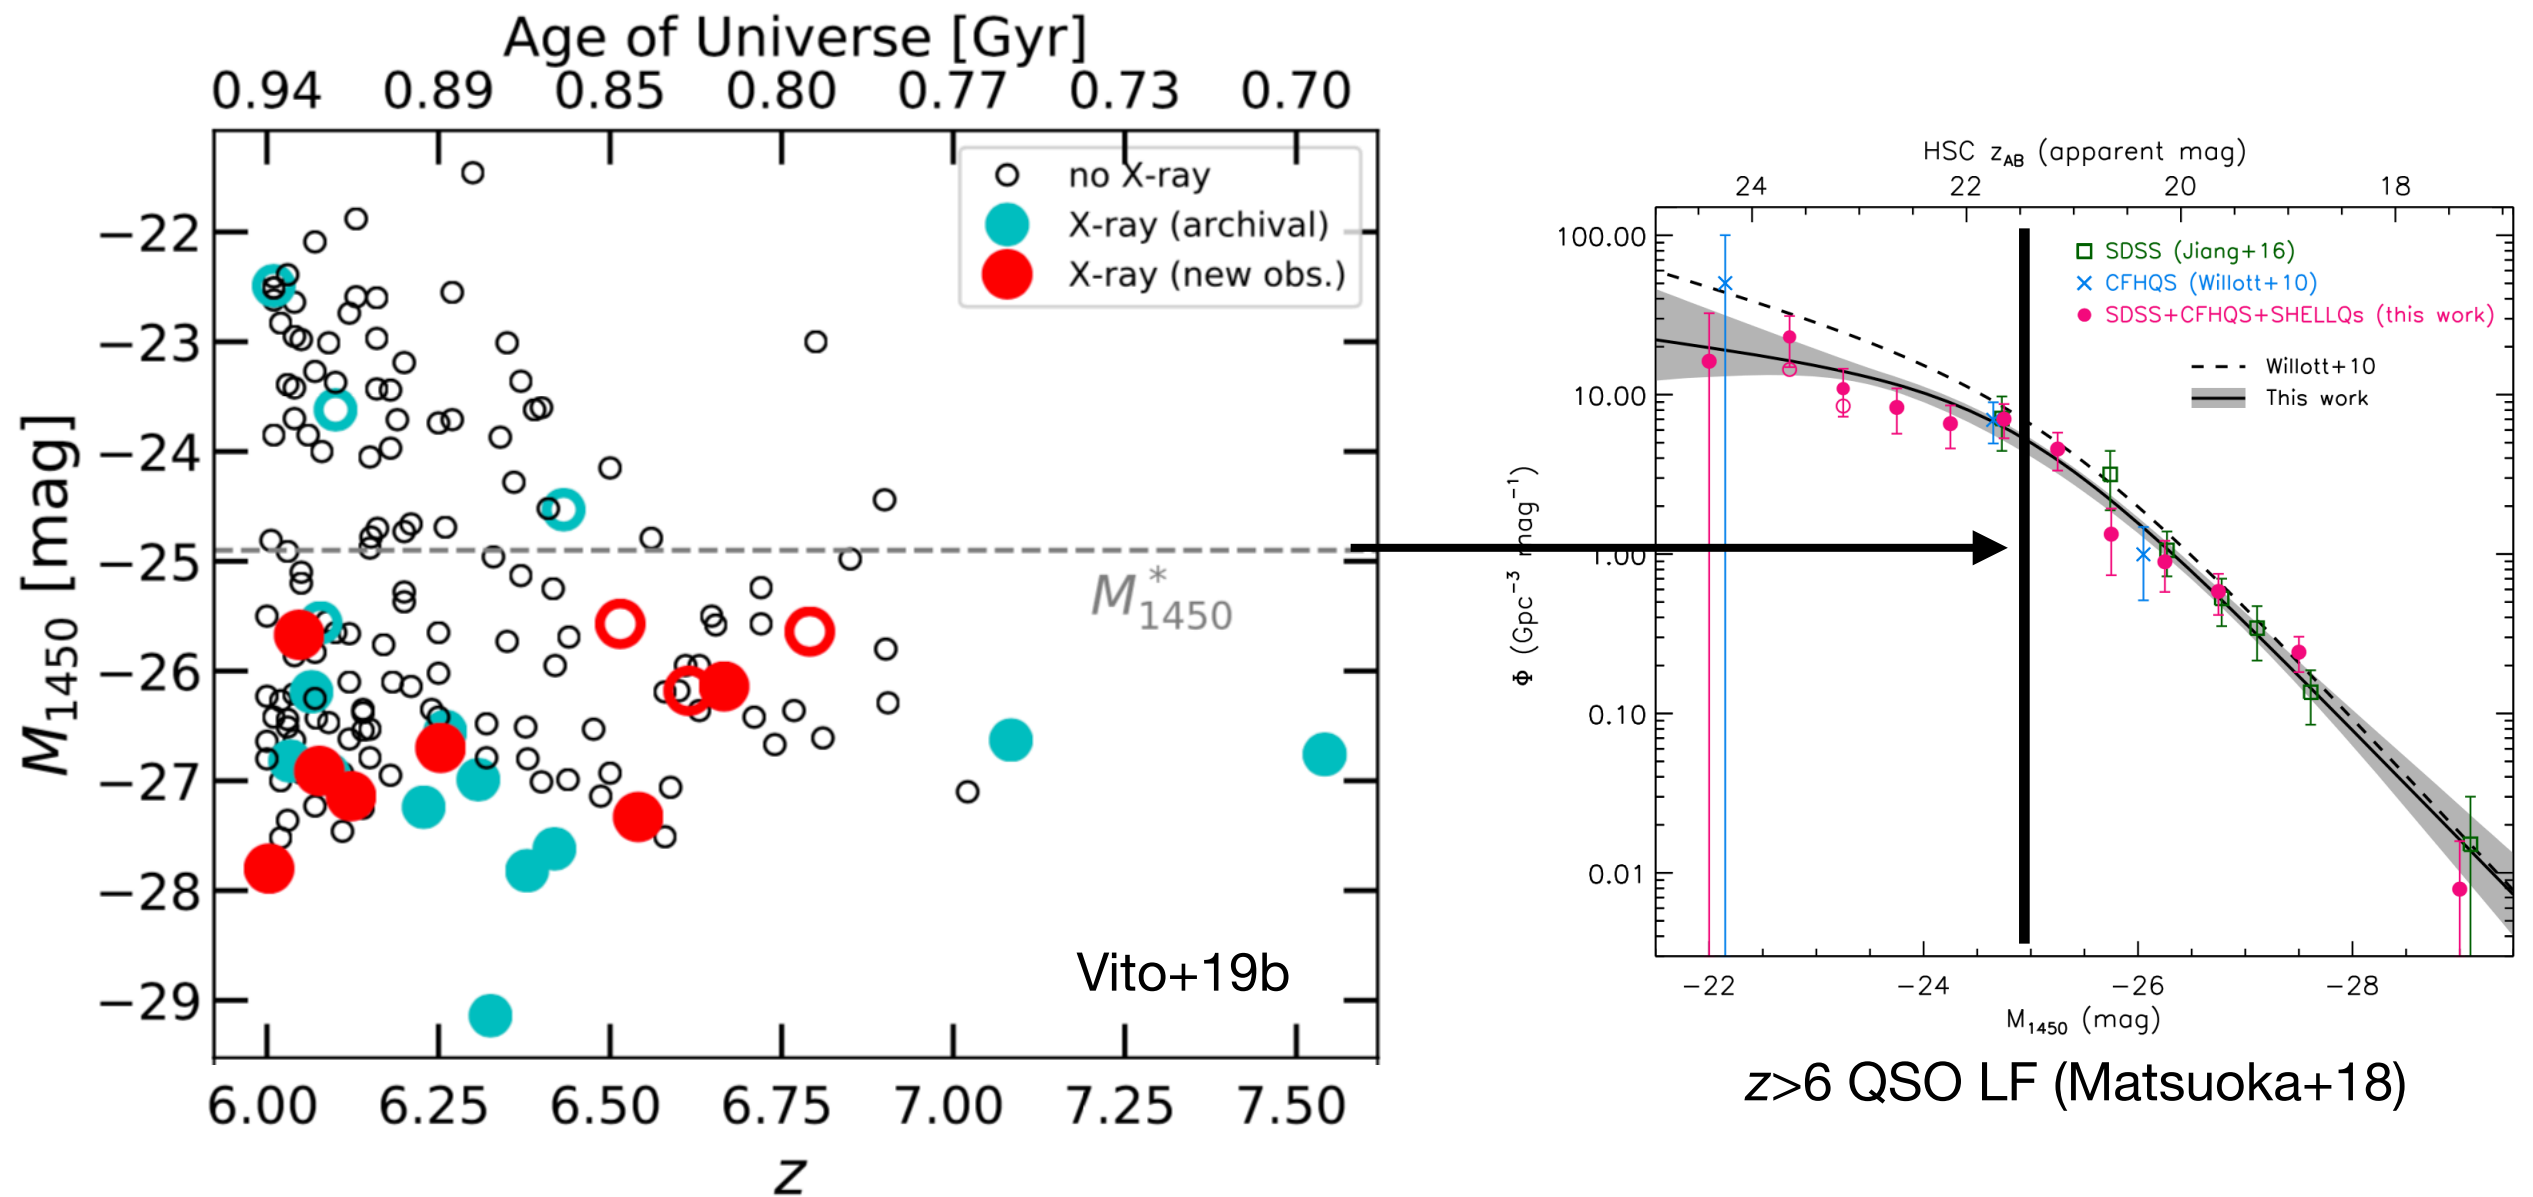 Age of Universe [Gyr]
0.94 0.89 0.85 0.80 0.77 0.73 0.70
no X-ray
X-ray (archival)
X-ray (new obs.)
−22
−23
−24
−25
−26
−27
−28
−29
M1450 [mag]
M*1450
Vito+19b
6.00 6.25 6.50 6.75 7.00 7.25 7.50
z
HSC zAB (apparent mag)
24 22 20 18
SDSS (Jiang+16)
CFHQS (Willott+10)
SDSS+CFHQS+SHELLQs (this work)
Willott+10
This work
100.00
10.00
1.00
0.10
0.01
Φ (Gpc−3 mag−1)
−22 −24 −26 −28
M1450 (mag)
z>6 QSO LF (Matsuoka+18)